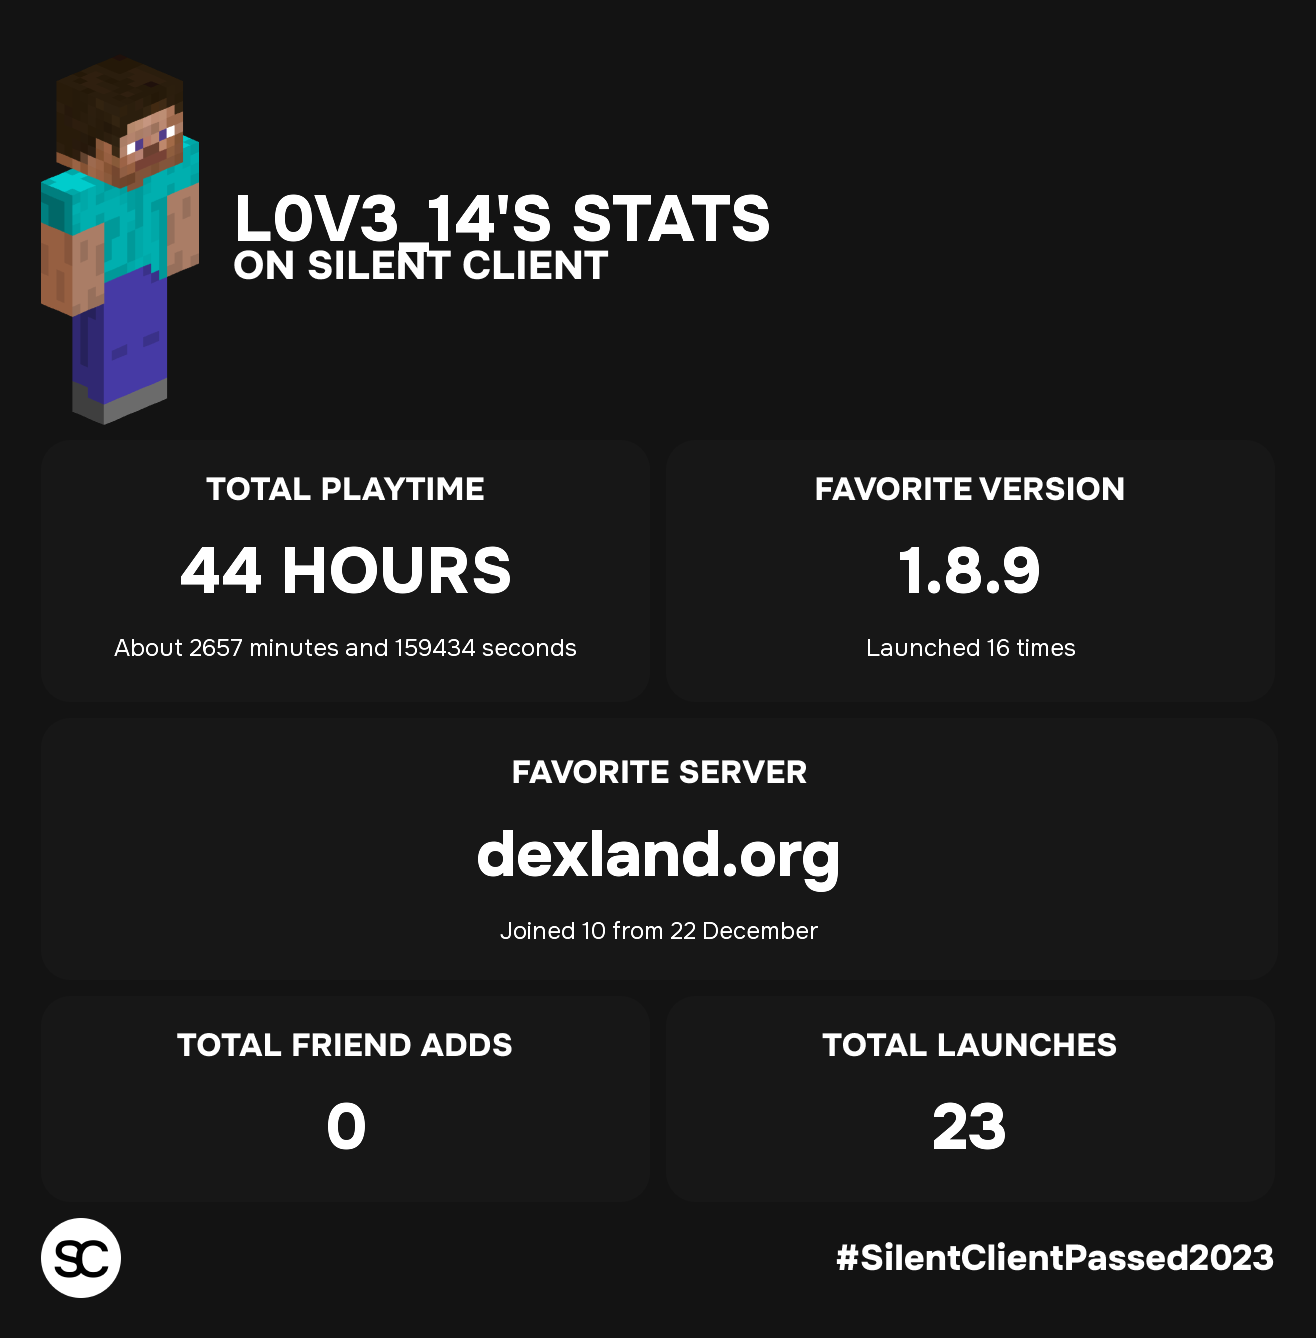 L0V3_14'S STATS
ON SILENT CLIENT
TOTAL PLAYTIME
44 HOURS
About 2657 minutes and 159434 seconds
FAVORITE VERSION
1.8.9
Launched 16 times
FAVORITE SERVER
dexland.org
Joined 10 from 22 December
TOTAL FRIEND ADDS
0
TOTAL LAUNCHES
23
SC
#SilentClientPassed2023